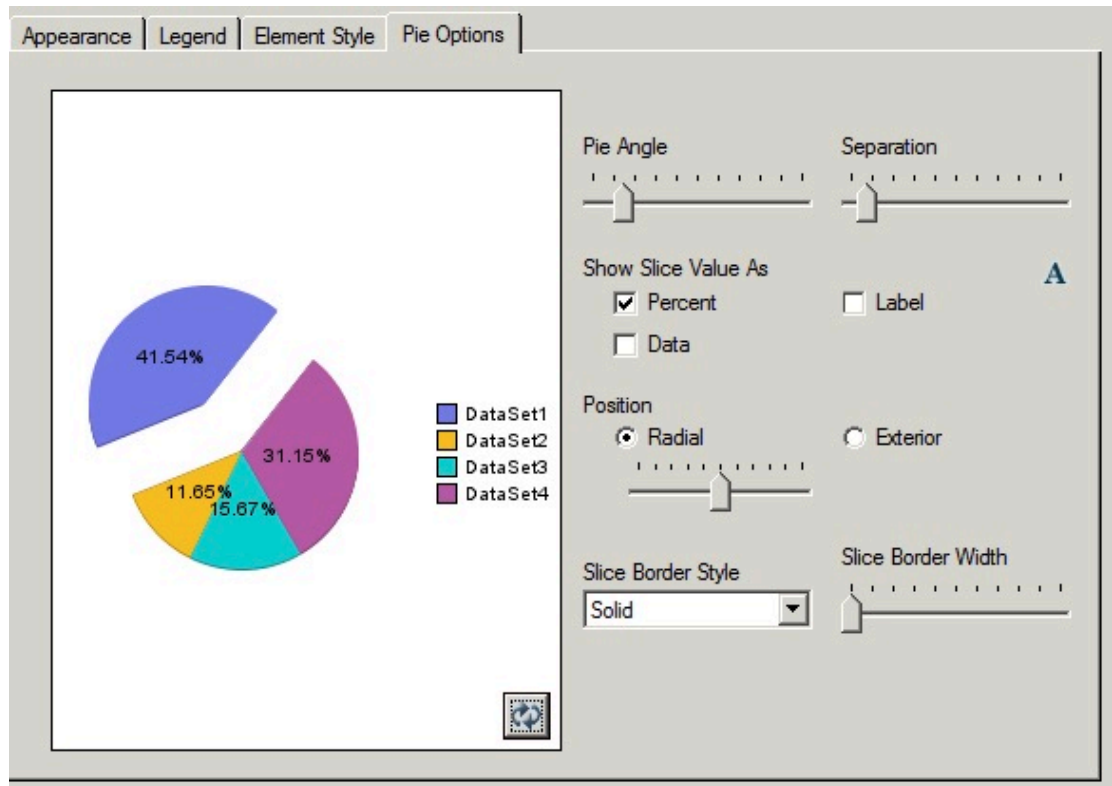 Appearance
Legend
Element Style
Pie Options
41.54%
31.15%
11.65%
15.67%
DataSet1
DataSet2
DataSet3
DataSet4
Pie Angle
Separation
Show Slice Value As
A
Percent
Label
Data
Position
Radial
Exterior
Slice Border Style
Slice Border Width
Solid